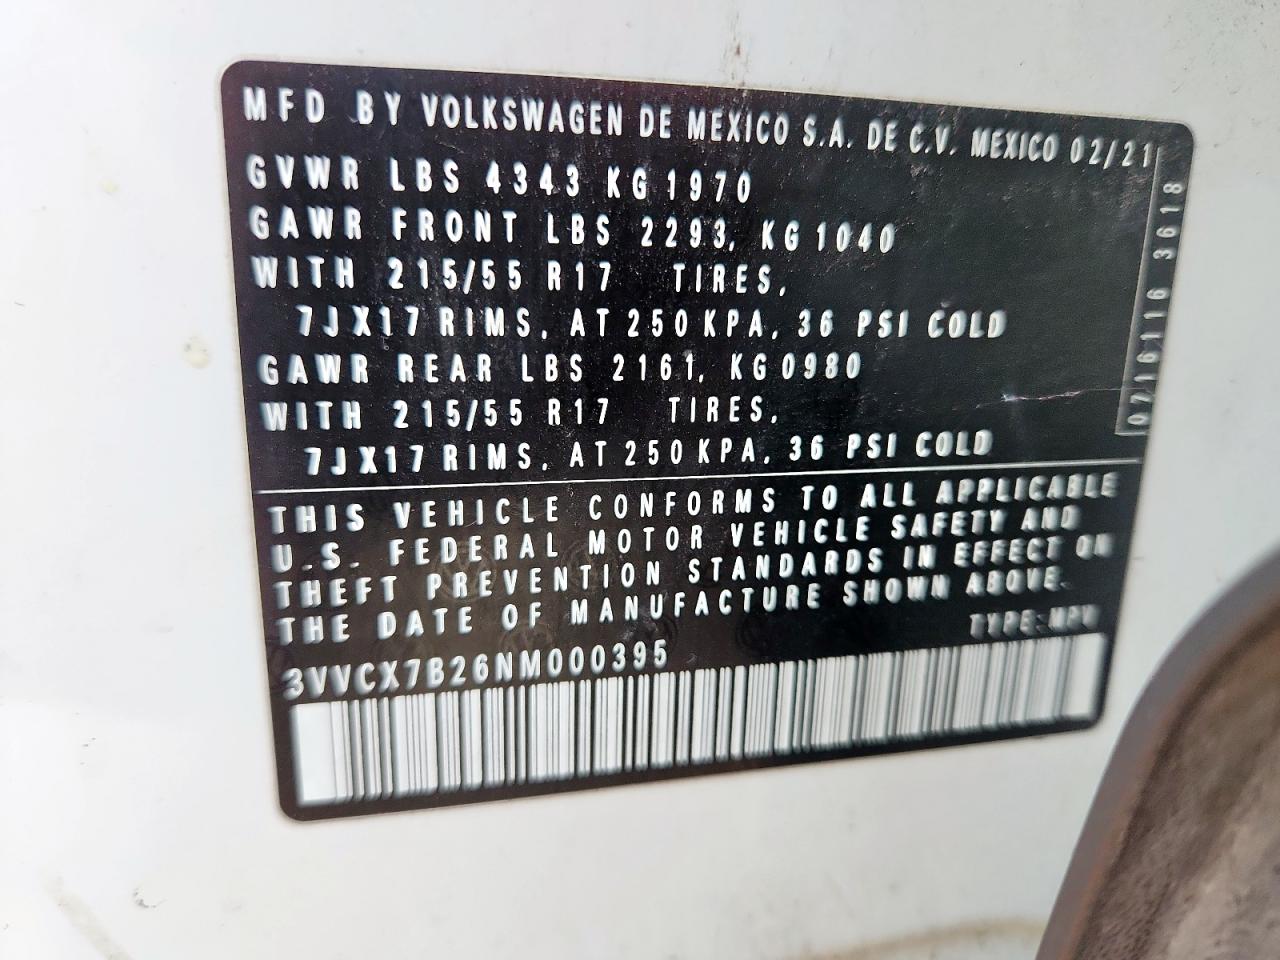 MFD BY VOLKSWAGEN DE MEXICO S.A. DE C.V. MEXICO 02/21
GVWR LBS 4343 KG 1970
GAWR FRONT LBS 2293, KG 1040
WITH 215/55 R17 TIRES,
7JX17 RIMS, AT 250 KPA, 36 PSI COLD
GAWR REAR LBS 2161, KG 0980
WITH 215/55 R17 TIRES,
7JX17 RIMS, AT 250 KPA, 36 PSI COLD
0716116 3618
THIS VEHICLE CONFORMS TO ALL APPLICABLE
U.S. FEDERAL MOTOR VEHICLE SAFETY AND
THEFT PREVENTION STANDARDS IN EFFECT ON
THE DATE OF MANUFACTURE SHOWN ABOVE.
TYPE: MPV
3VVCX7B26NM000395